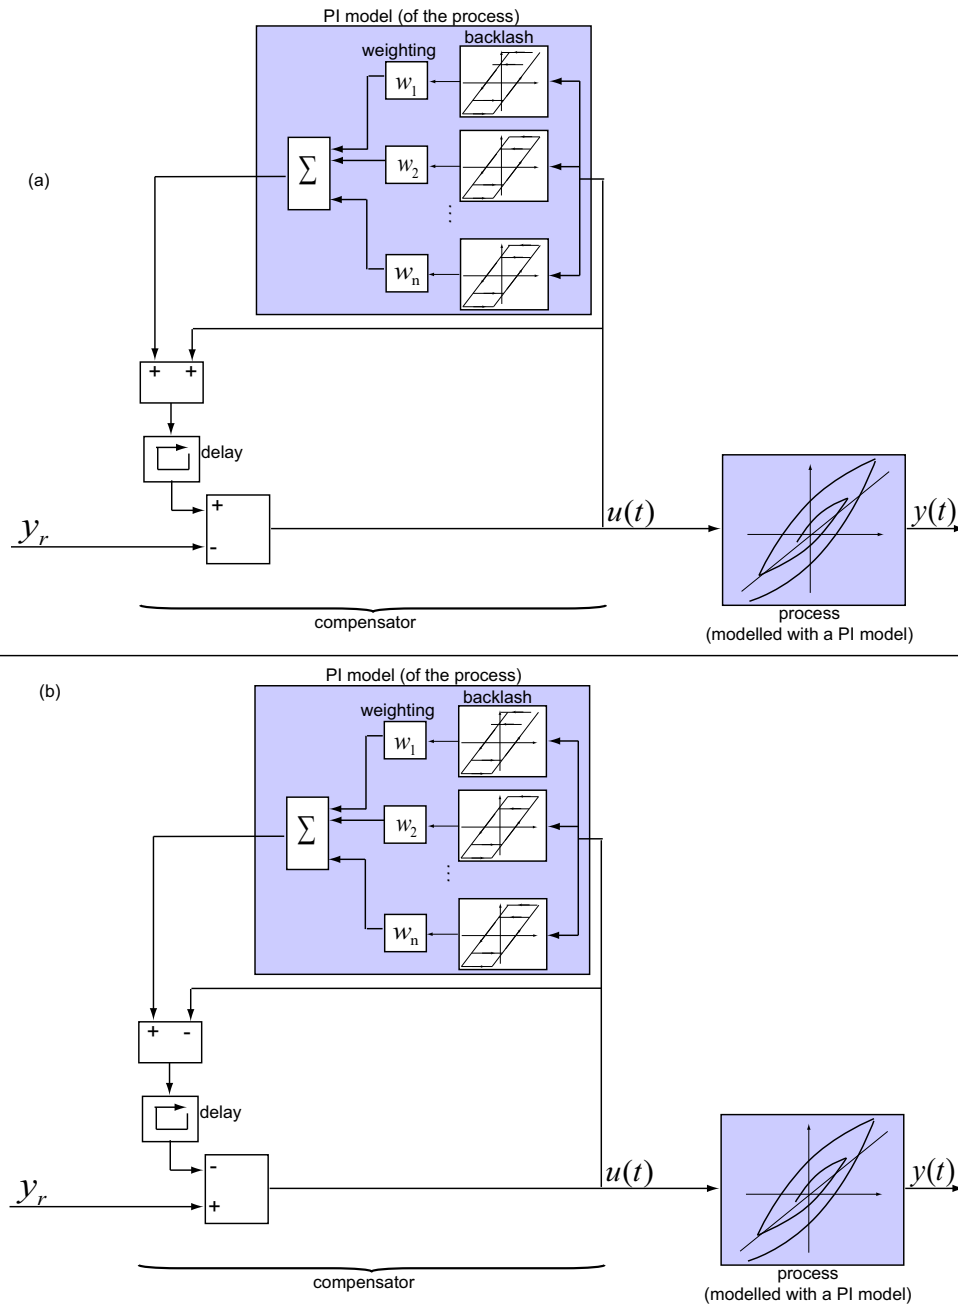 PI model (of the process)
weighting
backlash
w1
Σ
w2
(a)
⋮
wn
+ +
delay
+
yr
-
u(t)
y(t)
compensator
process
(modelled with a PI model)
PI model (of the process)
(b)
weighting
backlash
w1
Σ
w2
⋮
wn
+ -
delay
-
yr
+
u(t)
y(t)
compensator
process
(modelled with a PI model)